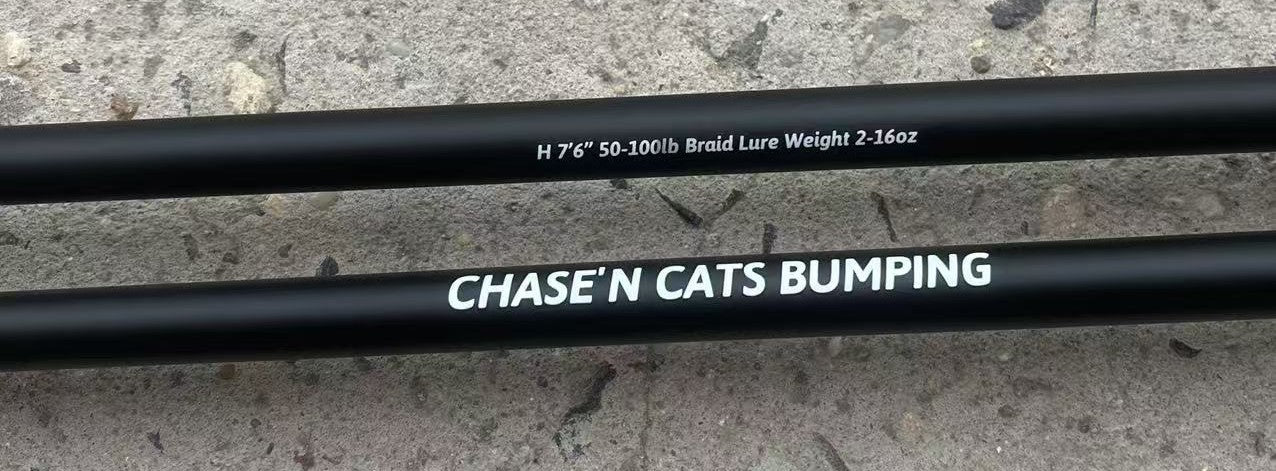 H 7'6” 50-100lb Braid Lure Weight 2-16oz
CHASE'N CATS BUMPING